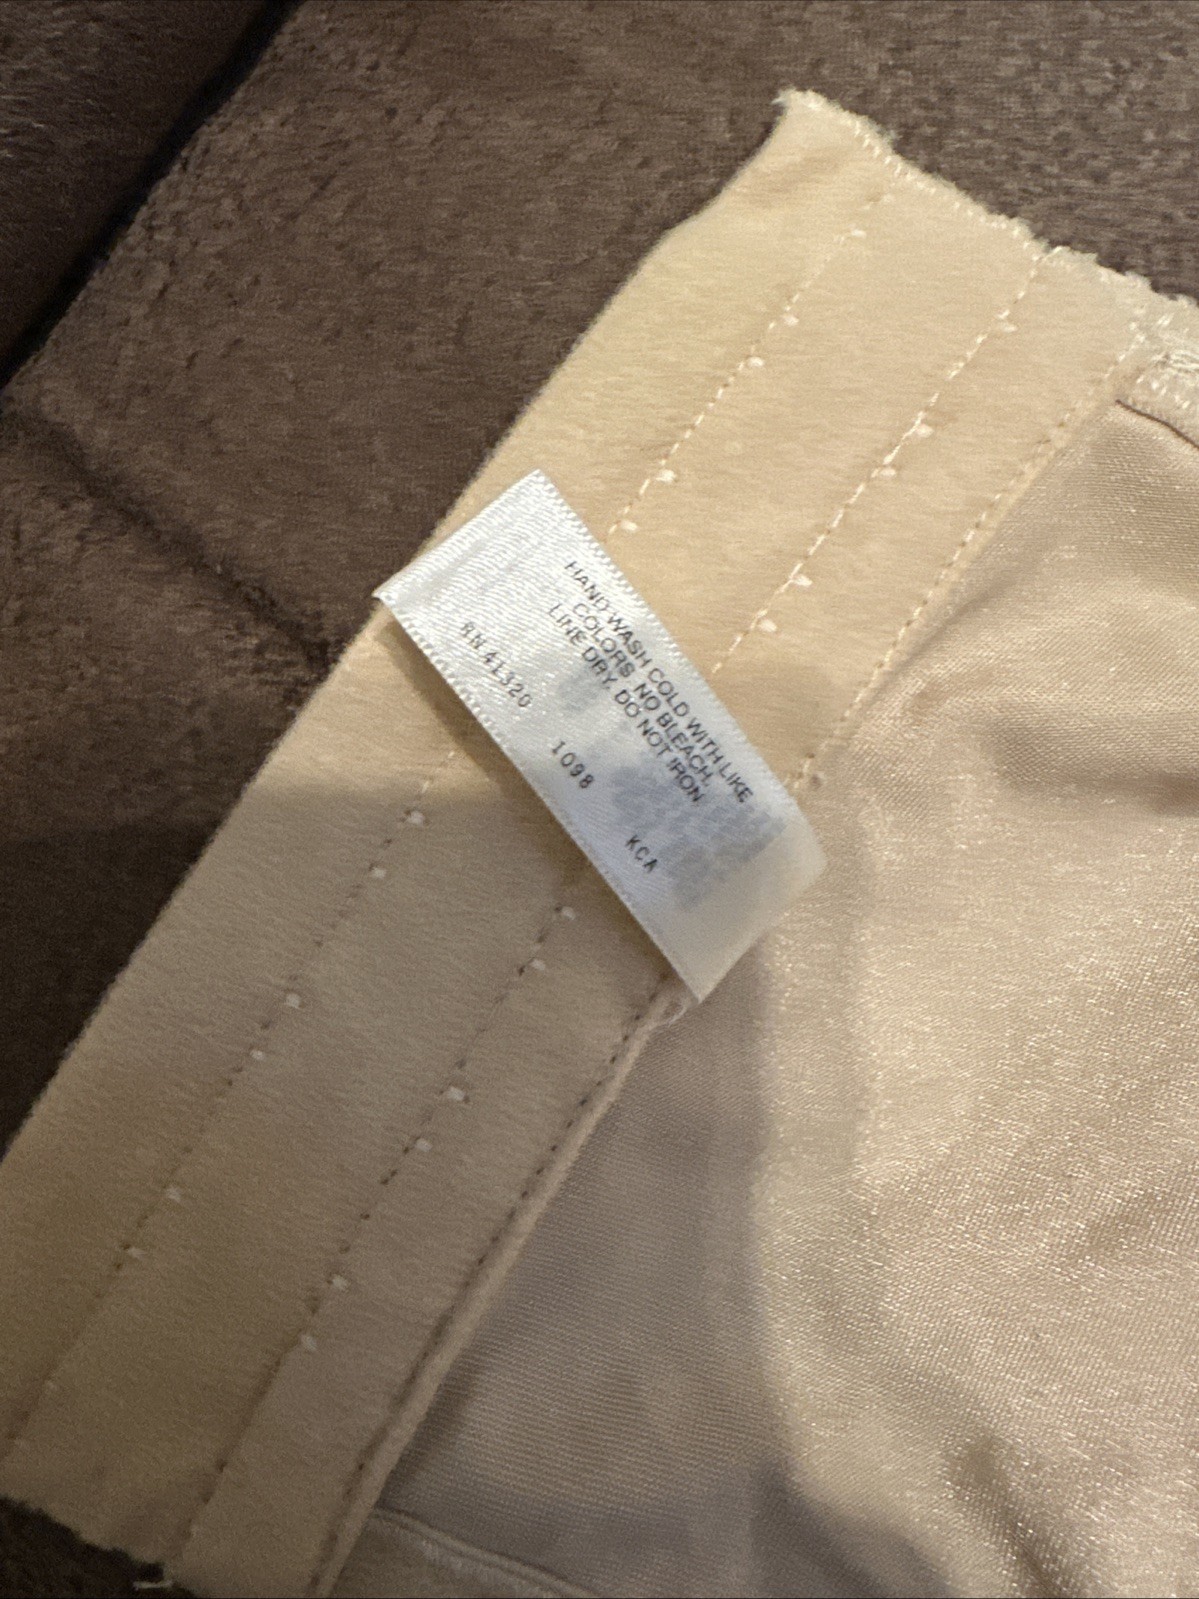 HAND WASH COLD WITH LIKE
COLORS. NO BLEACH.
LINE DRY. DO NOT IRON
RN 41320
1098
KCA